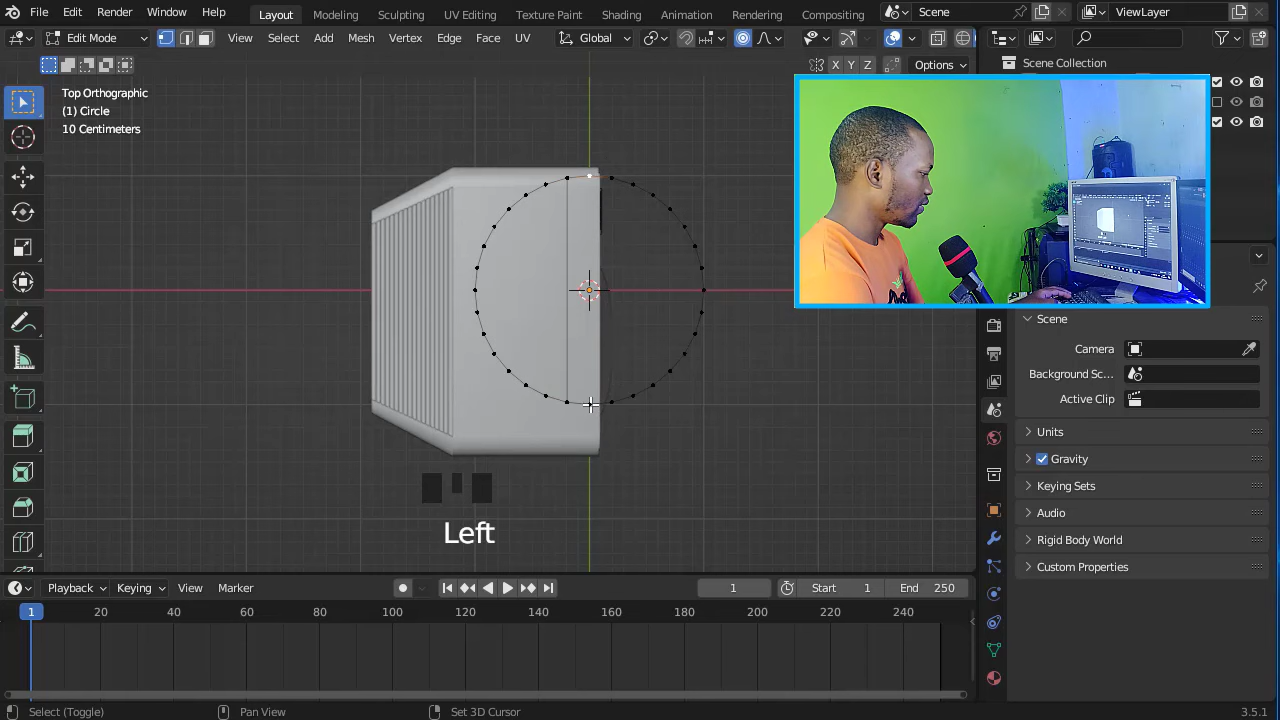 File Edit Render Window Help Layout Modeling Sculpting UV Editing Texture Paint Shading Animation Rendering Compositing Scene ViewLayer
Edit Mode View Select Add Mesh Vertex Edge Face UV Global
X Y Z Options
Scene Collection
Top Orthographic
(1) Circle
10 Centimeters
Scene
Camera
Background Sc...
Active Clip
Units
Gravity
Keying Sets
Audio
Rigid Body World
Custom Properties
Left
Playback Keying View Marker 1 Start 1 End 250
1 20 40 60 80 100 120 140 160 180 200 220 240
Select (Toggle) Pan View Set 3D Cursor 3.5.1